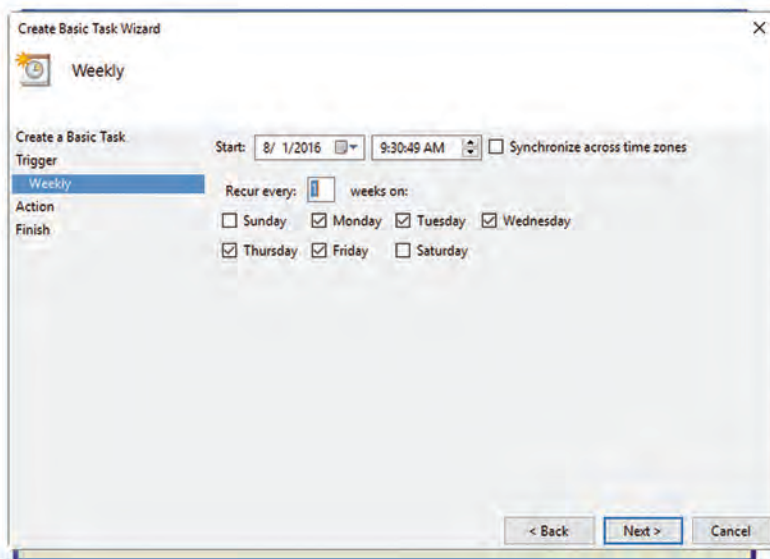 Create Basic Task Wizard
Weekly
Create a Basic Task
Trigger
Weekly
Action
Finish
Start: 8/ 1/2016 9:30:49 AM Synchronize across time zones
Recur every: 1 weeks on:
Sunday Monday Tuesday Wednesday
Thursday Friday Saturday
< Back Next > Cancel